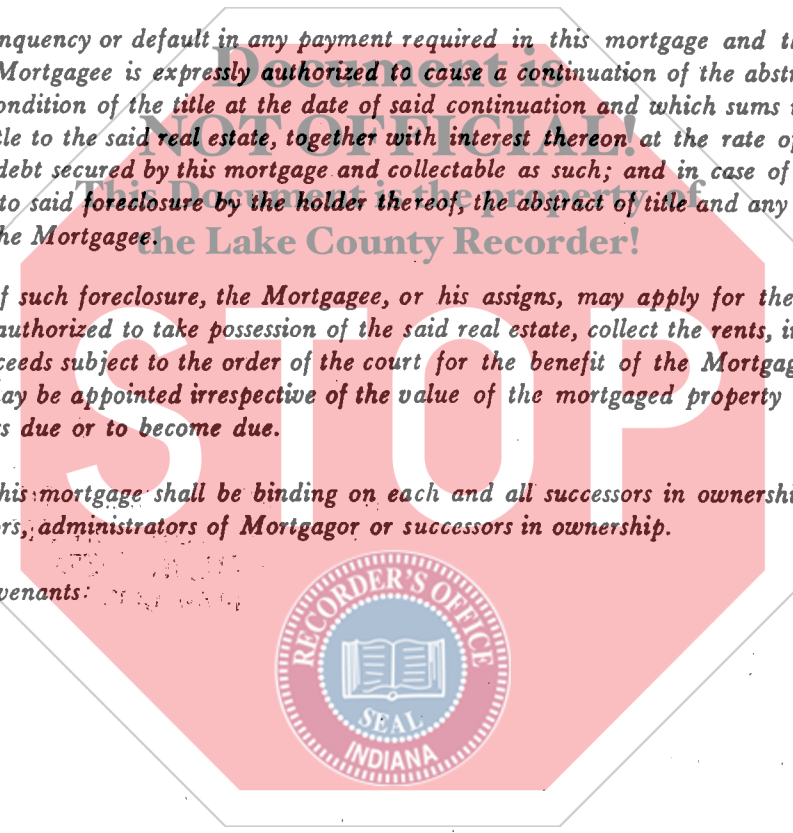 nquency or default in any payment required in this mortgage and th
Document is
Mortgagee is expressly authorized to cause a continuation of the abstr
ondition of the title at the date of said continuation and which sums
NOT OFFICIAL!
tle to the said real estate, together with interest thereon at the rate of
debt secured by this mortgage and collectable as such; and in case of
This Document is the property of
to said foreclosure by the holder thereof, the abstract of title and any
he Mortgagee.
the Lake County Recorder!
f such foreclosure, the Mortgagee, or his assigns, may apply for the
authorized to take possession of the said real estate, collect the rents, i
ceeds subject to the order of the court for the benefit of the Mortgag
ay be appointed irrespective of the value of the mortgaged property
s due or to become due.
STOP
his mortgage shall be binding on each and all successors in ownershi
ors, administrators of Mortgagor or successors in ownership.
venants:
RECORDER'S OFFICE
SEAL
INDIANA